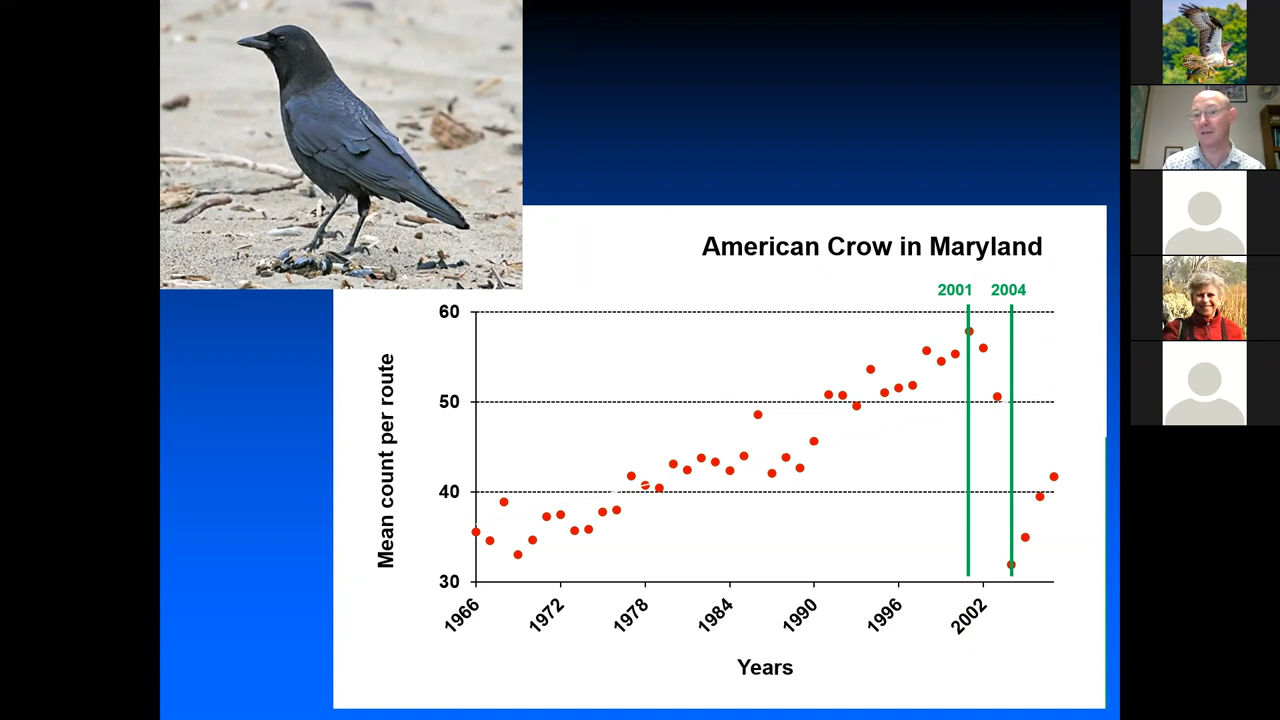 American Crow in Maryland
2001 2004
Mean count per route
60
50
40
30
1966 1972 1978 1984 1990 1996 2002
Years